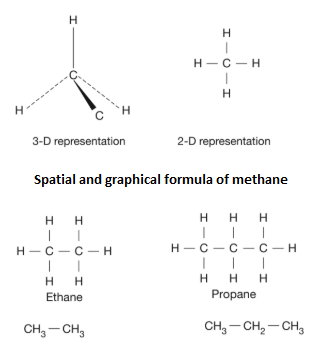 H
H
C
H
C
H
3-D representation
H
H — C — H
H
2-D representation
Spatial and graphical formula of methane
H H
H — C — C — H
H H
Ethane
CH₃ — CH₃
H H H
H — C — C — C — H
H H H
Propane
CH₃ — CH₂ — CH₃